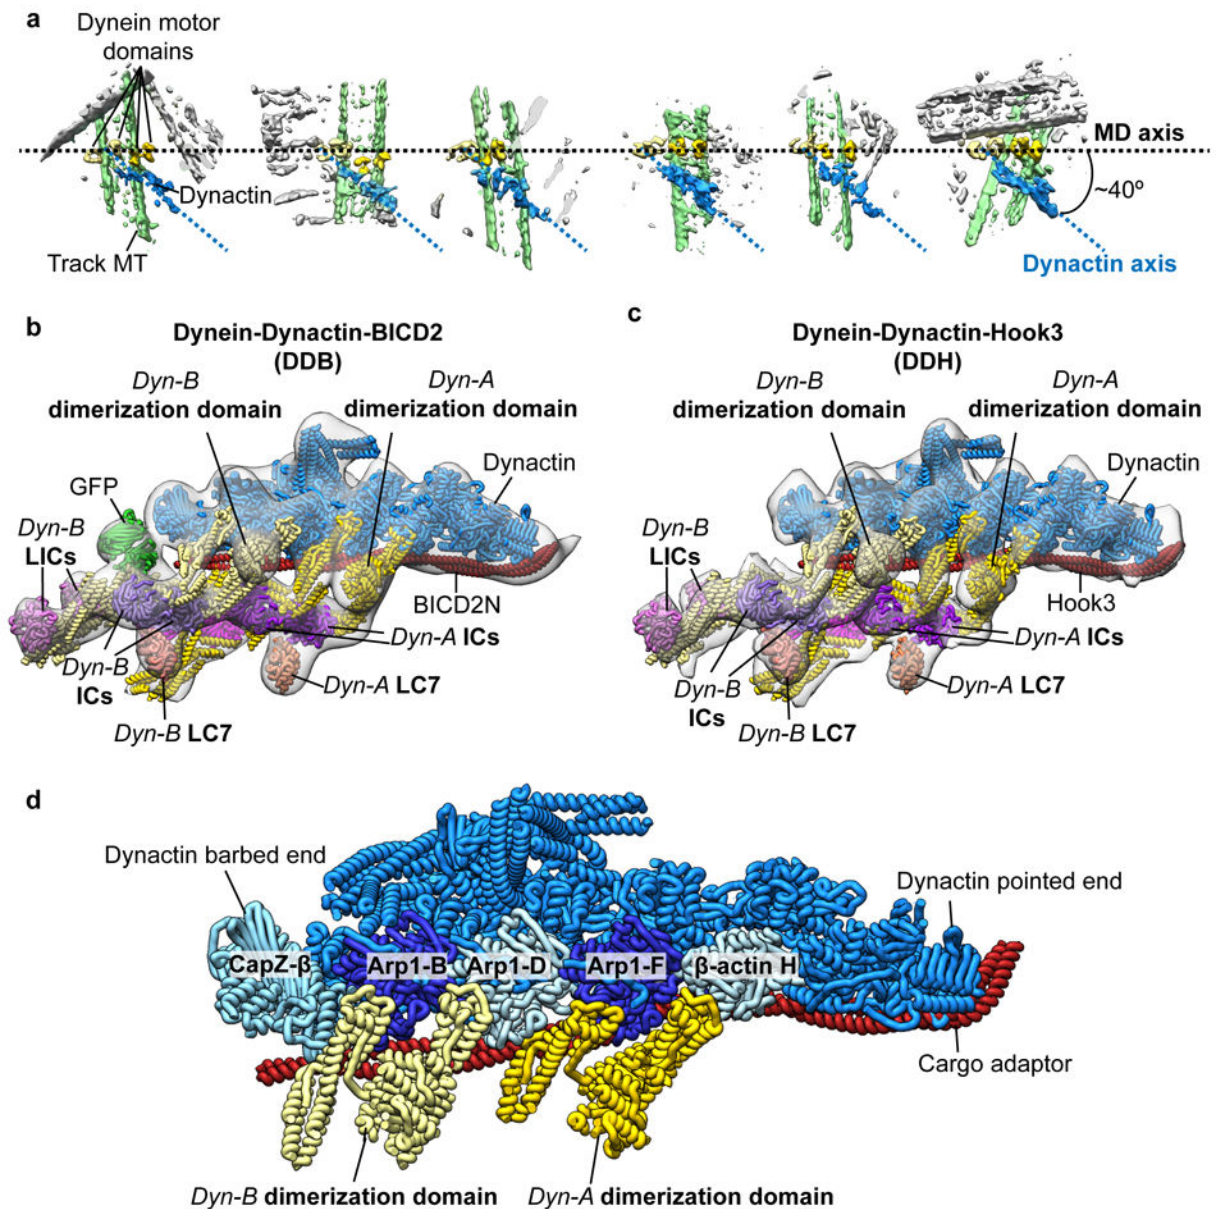 a
Dynein motor
domains
MD axis
Dynactin
~40º
Track MT
Dynactin axis
b
Dynein-Dynactin-BICD2
(DDB)
Dyn-B
dimerization domain
Dyn-A
dimerization domain
Dynactin
GFP
Dyn-B
LICs
BICD2N
Dyn-A ICs
Dyn-B
ICs
Dyn-A LC7
Dyn-B LC7
c
Dynein-Dynactin-Hook3
(DDH)
Dyn-B
dimerization domain
Dyn-A
dimerization domain
Dynactin
Dyn-B
LICs
Hook3
Dyn-A ICs
Dyn-B
ICs
Dyn-A LC7
Dyn-B LC7
d
Dynactin barbed end
Dynactin pointed end
CapZ-β
Arp1-B
Arp1-D
Arp1-F
β-actin H
Cargo adaptor
Dyn-B dimerization domain
Dyn-A dimerization domain